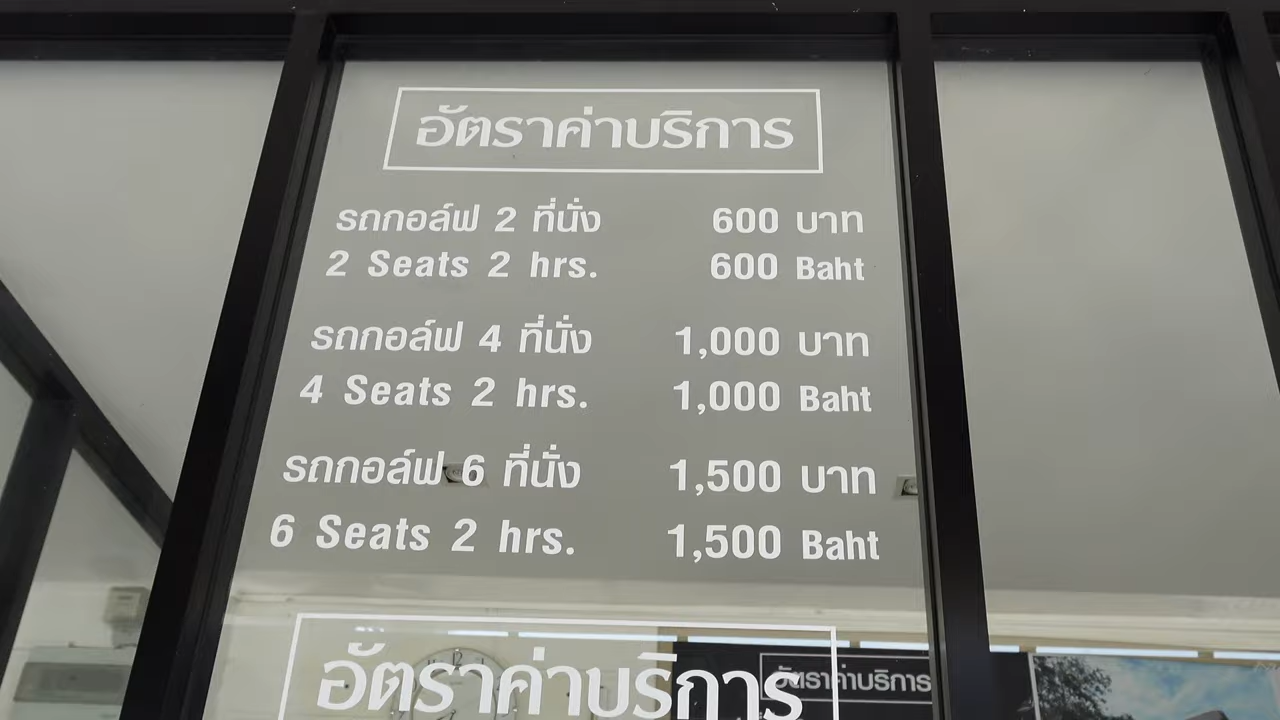 อัตราค่าบริการ
รถกอล์ฟ 2 ที่นั่ง 600 บาท
2 Seats 2 hrs. 600 Baht
รถกอล์ฟ 4 ที่นั่ง 1,000 บาท
4 Seats 2 hrs. 1,000 Baht
รถกอล์ฟ 6 ที่นั่ง 1,500 บาท
6 Seats 2 hrs. 1,500 Baht
อัตราค่าบริการ
อัตราค่าบริการ